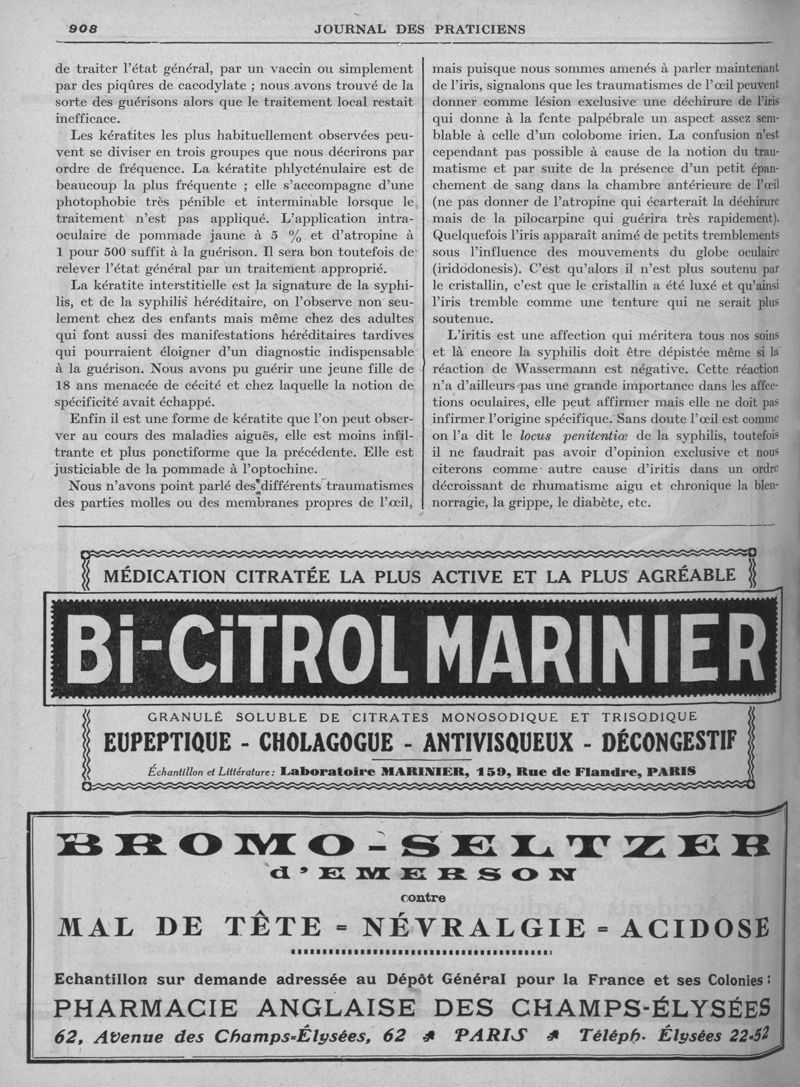 908
JOURNAL DES PRATICIENS
de traiter l'état général, par un vaccin ou simplement
par des piqûres de cacodylate ; nous avons trouvé de la
sorte des guérisons alors que le traitement local restait
inefficace.
Les kératites les plus habituellement observées peu-
vent se diviser en trois groupes que nous décrirons par
ordre de fréquence. La kératite phlycténulaire est de
beaucoup la plus fréquente ; elle s'accompagne d'une
photophobie très pénible et interminable lorsque le
traitement n'est pas appliqué. L'application intra-
oculaire de pommade jaune à 5 % et d'atropine à
1 pour 500 suffit à la guérison. Il sera bon toutefois de
relever l'état général par un traitement approprié.
La kératite interstitielle est la signature de la syphi-
lis, et de la syphilis héréditaire, on l'observe non seu-
lement chez des enfants mais même chez des adultes
qui font aussi des manifestations héréditaires tardives
qui pourraient éloigner d'un diagnostic indispensable
à la guérison. Nous avons pu guérir une jeune fille de
18 ans menacée de cécité et chez laquelle la notion de
spécificité avait échappé.
Enfin il est une forme de kératite que l'on peut obser-
ver au cours des maladies aiguës, elle est moins infil-
trante et plus ponctiforme que la précédente. Elle est
justiciable de la pommade à l'optochine.
Nous n'avons point parlé des différents traumatismes
des parties molles ou des membranes propres de l'œil,
mais puisque nous sommes amenés à parler maintenant
de l'iris, signalons que les traumatismes de l'œil peuvent
donner comme lésion exclusive une déchirure de l'iris
qui donne à la fente palpébrale un aspect assez sem-
blable à celle d'un colobome irien. La confusion n'est
cependant pas possible à cause de la notion du trau-
matisme et par suite de la présence d'un petit épan-
chement de sang dans la chambre antérieure de l'œil
(ne pas donner de l'atropine qui écarterait la déchirure
mais de la pilocarpine qui guérira très rapidement).
Quelquefois l'iris apparaît animé de petits tremblements
sous l'influence des mouvements du globe oculaire
(iridodonesis). C'est qu'alors il n'est plus soutenu par
le cristallin, c'est que le cristallin a été luxé et qu'ainsi
l'iris tremble comme une tenture qui ne serait plus
soutenue.
L'iritis est une affection qui méritera tous nos soins
et là encore la syphilis doit être dépistée même si la
réaction de Wassermann est négative. Cette réaction
n'a d'ailleurs pas une grande importance dans les affec-
tions oculaires, elle peut affirmer mais elle ne doit pas
infirmer l'origine spécifique. Sans doute l'œil est comme
on l'a dit le locus penitentiæ de la syphilis, toutefois
il ne faudrait pas avoir d'opinion exclusive et nous
citerons comme autre cause d'iritis dans un ordre
décroissant de rhumatisme aigu et chronique la blen-
norragie, la grippe, le diabète, etc.
MÉDICATION CITRATÉE LA PLUS ACTIVE ET LA PLUS AGRÉABLE
Bi-CiTROL MARINIER
GRANULÉ SOLUBLE DE CITRATES MONOSODIQUE ET TRISODIQUE
EUPEPTIQUE - CHOLAGOGUE - ANTIVISQUEUX - DÉCONGESTIF
Échantillon et Littérature : Laboratoire MARINIER, 159, Rue de Flandre, PARIS
BROMO-SELTZER
d'EMERSON
contre
MAL DE TÊTE = NÉVRALGIE = ACIDOSE
Echantillon sur demande adressée au Dépôt Général pour la France et ses Colonies :
PHARMACIE ANGLAISE DES CHAMPS-ÉLYSÉES
62, Avenue des Champs-Élysées, 62 PARIS Téléph. Élysées 22-52